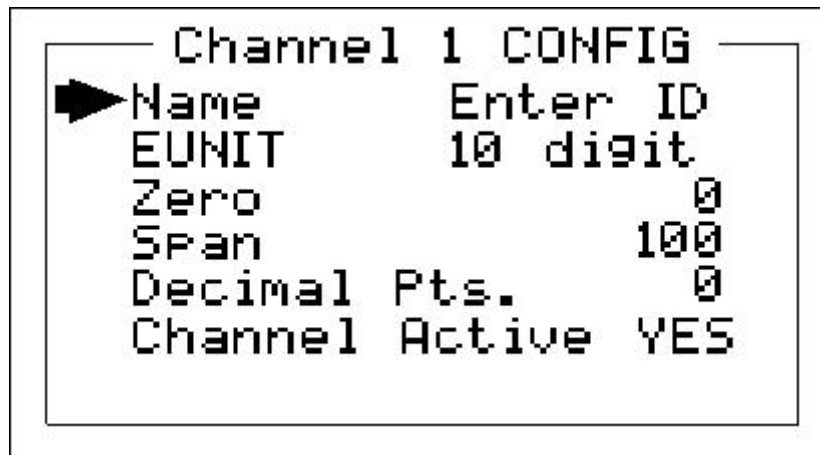 Channel 1 CONFIG
Name Enter ID
EUNIT 10 digit
Zero 0
Span 100
Decimal Pts. 0
Channel Active YES